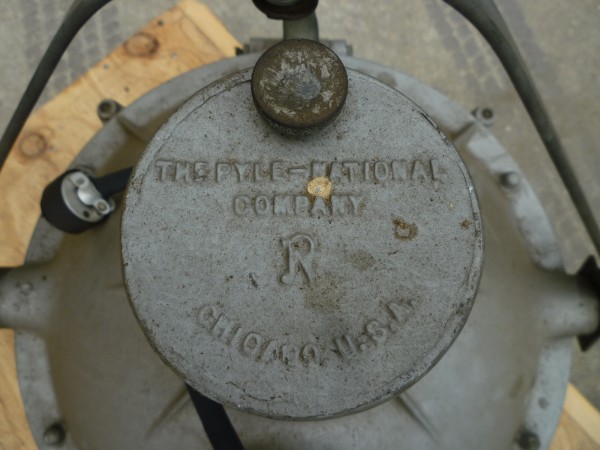 THE PYLE-NATIONAL
COMPANY
N
CHICAGO, U.S.A.